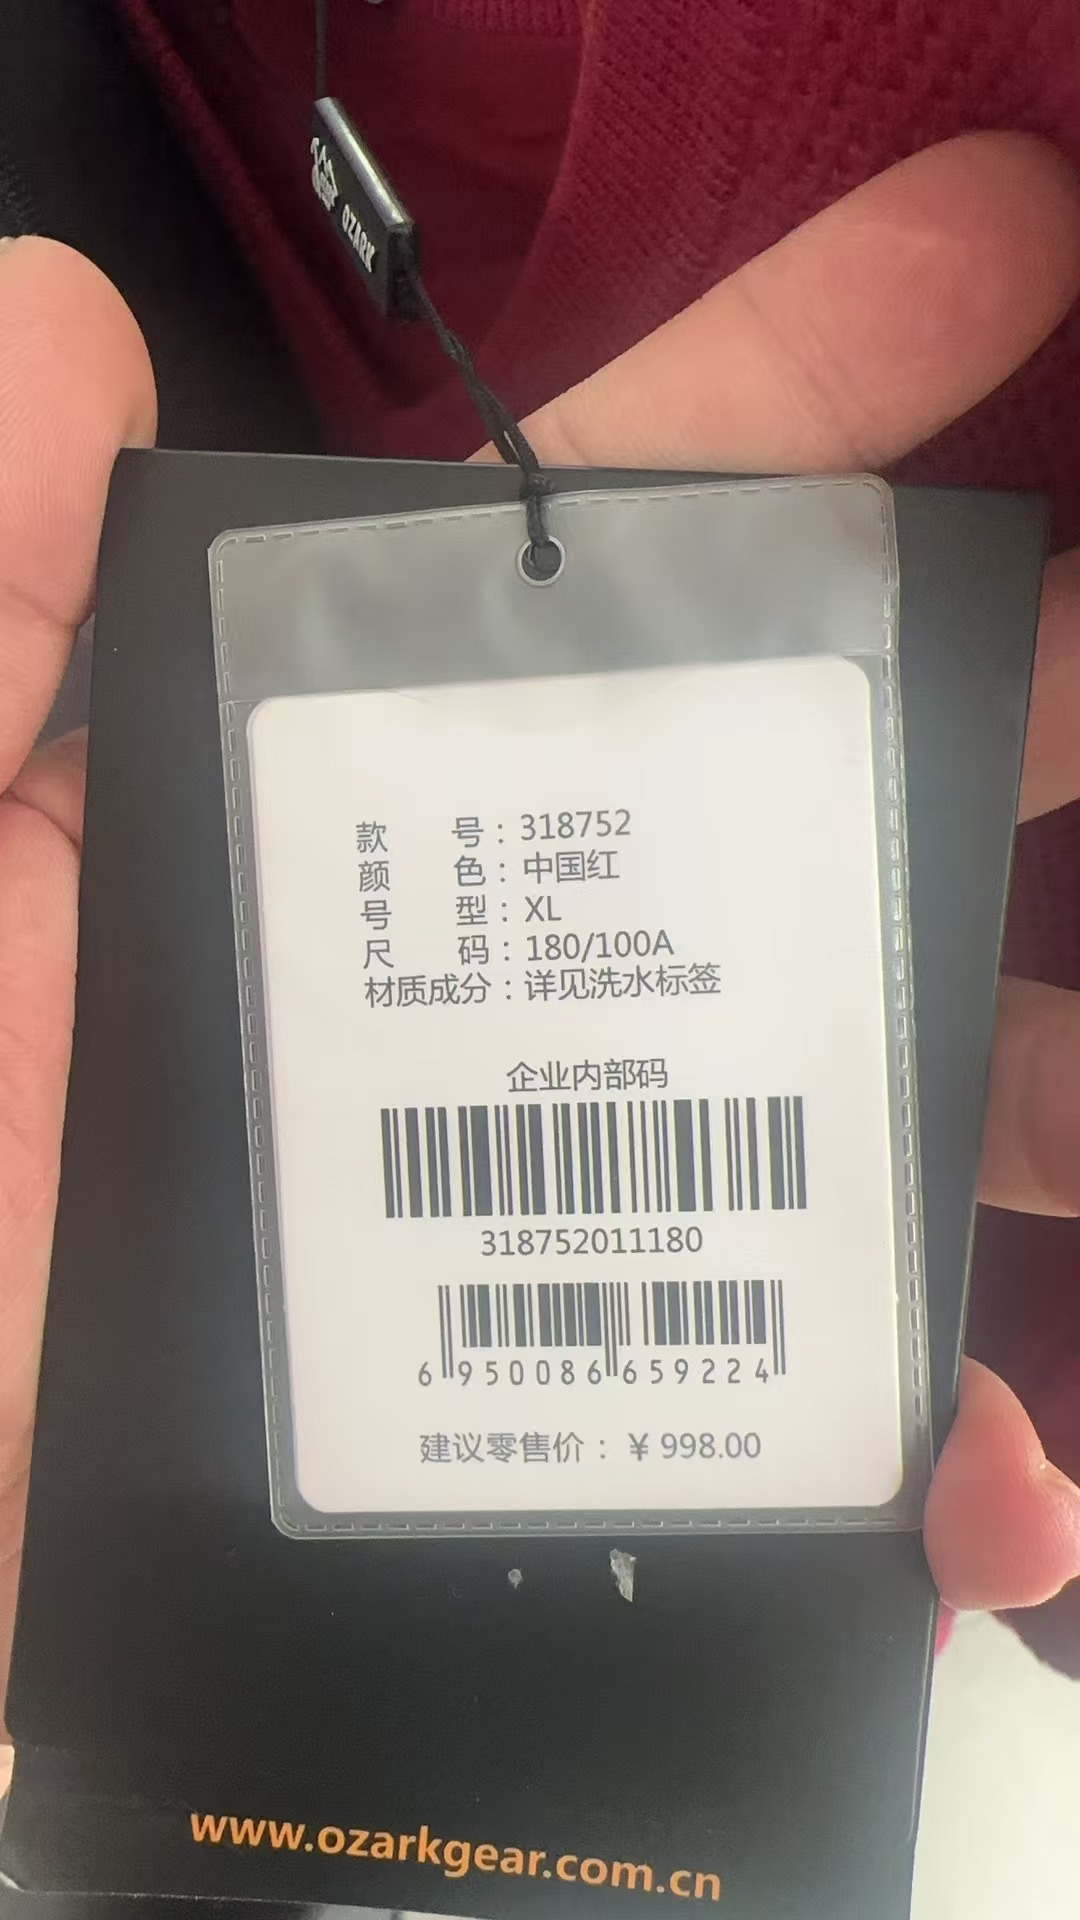 OZARK
款 号：318752
颜 色：中国红
号 型：XL
尺 码：180/100A
材质成分：详见洗水标签
企业内部码
318752011180
6 950086 659224
建议零售价：￥998.00
www.ozarkgear.com.cn